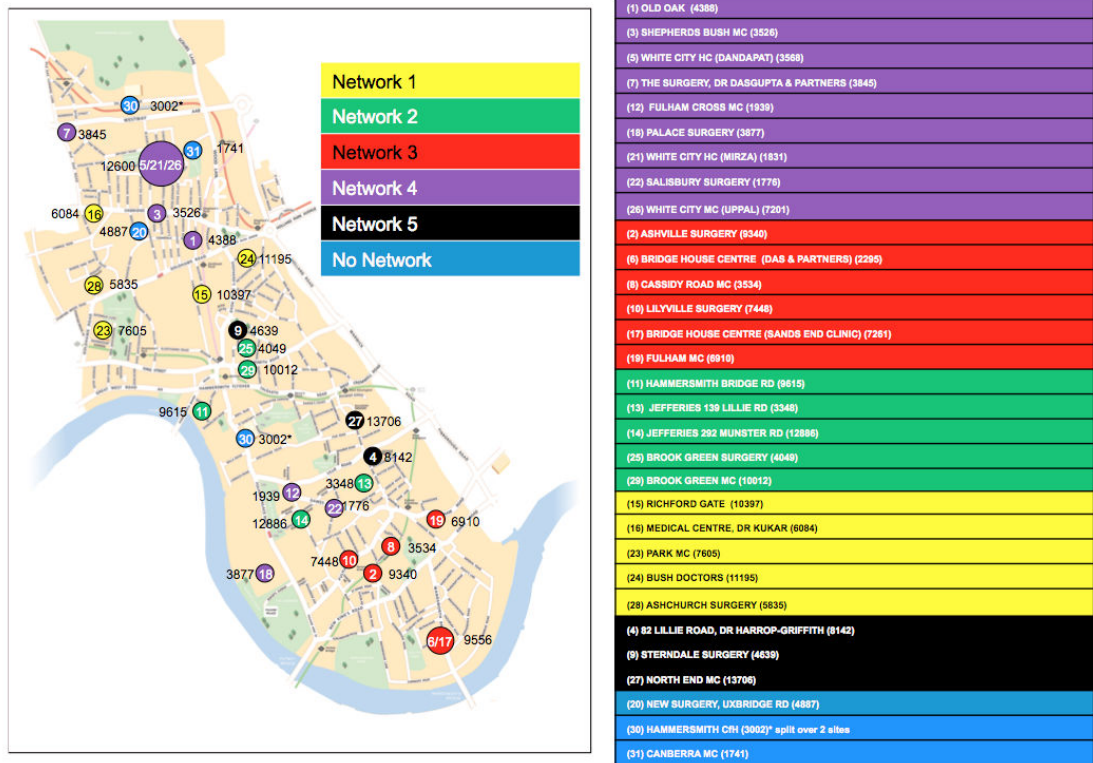 Network 1
Network 2
Network 3
Network 4
Network 5
No Network
30 3002*
7 3845
31 1741
12600 5/21/26
6084 16
3 3526
4887 20
1 4388
24 11195
28 5835
15 10397
23 7605
9 4639
25 4049
29 10012
9615 11
27 13706
30 3002*
4 8142
3348 13
1939 12
22 1776
12886 14
19 6910
8 3534
7448 10
2 9340
3877 18
6/17 9556
(1) OLD OAK (4388)
(3) SHEPHERDS BUSH MC (3526)
(5) WHITE CITY HC (DANDAPAT) (3568)
(7) THE SURGERY, DR DASGUPTA & PARTNERS (3845)
(12) FULHAM CROSS MC (1939)
(18) PALACE SURGERY (3877)
(21) WHITE CITY HC (MIRZA) (1831)
(22) SALISBURY SURGERY (1776)
(26) WHITE CITY MC (UPPAL) (7201)
(2) ASHVILLE SURGERY (9340)
(6) BRIDGE HOUSE CENTRE (DAS & PARTNERS) (2295)
(8) CASSIDY ROAD MC (3534)
(10) LILYVILLE SURGERY (7448)
(17) BRIDGE HOUSE CENTRE (SANDS END CLINIC) (7261)
(19) FULHAM MC (6910)
(11) HAMMERSMITH BRIDGE RD (9615)
(13) JEFFERIES 139 LILLIE RD (3348)
(14) JEFFERIES 292 MUNSTER RD (12886)
(25) BROOK GREEN SURGERY (4049)
(29) BROOK GREEN MC (10012)
(15) RICHFORD GATE (10397)
(16) MEDICAL CENTRE, DR KUKAR (6084)
(23) PARK MC (7605)
(24) BUSH DOCTORS (11195)
(28) ASHCHURCH SURGERY (5835)
(4) 82 LILLIE ROAD, DR HARROP-GRIFFITH (8142)
(9) STERNDALE SURGERY (4639)
(27) NORTH END MC (13706)
(20) NEW SURGERY, UXBRIDGE RD (4887)
(30) HAMMERSMITH CfH (3002)* split over 2 sites
(31) CANBERRA MC (1741)